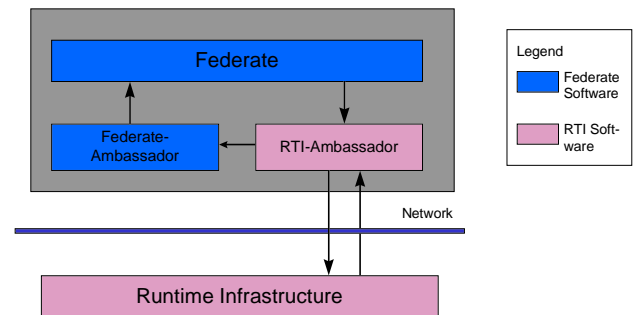 Federate
Federate-
Ambassador
RTI-Ambassador
Network
Runtime Infrastructure
Legend
Federate
Software
RTI Soft-
ware